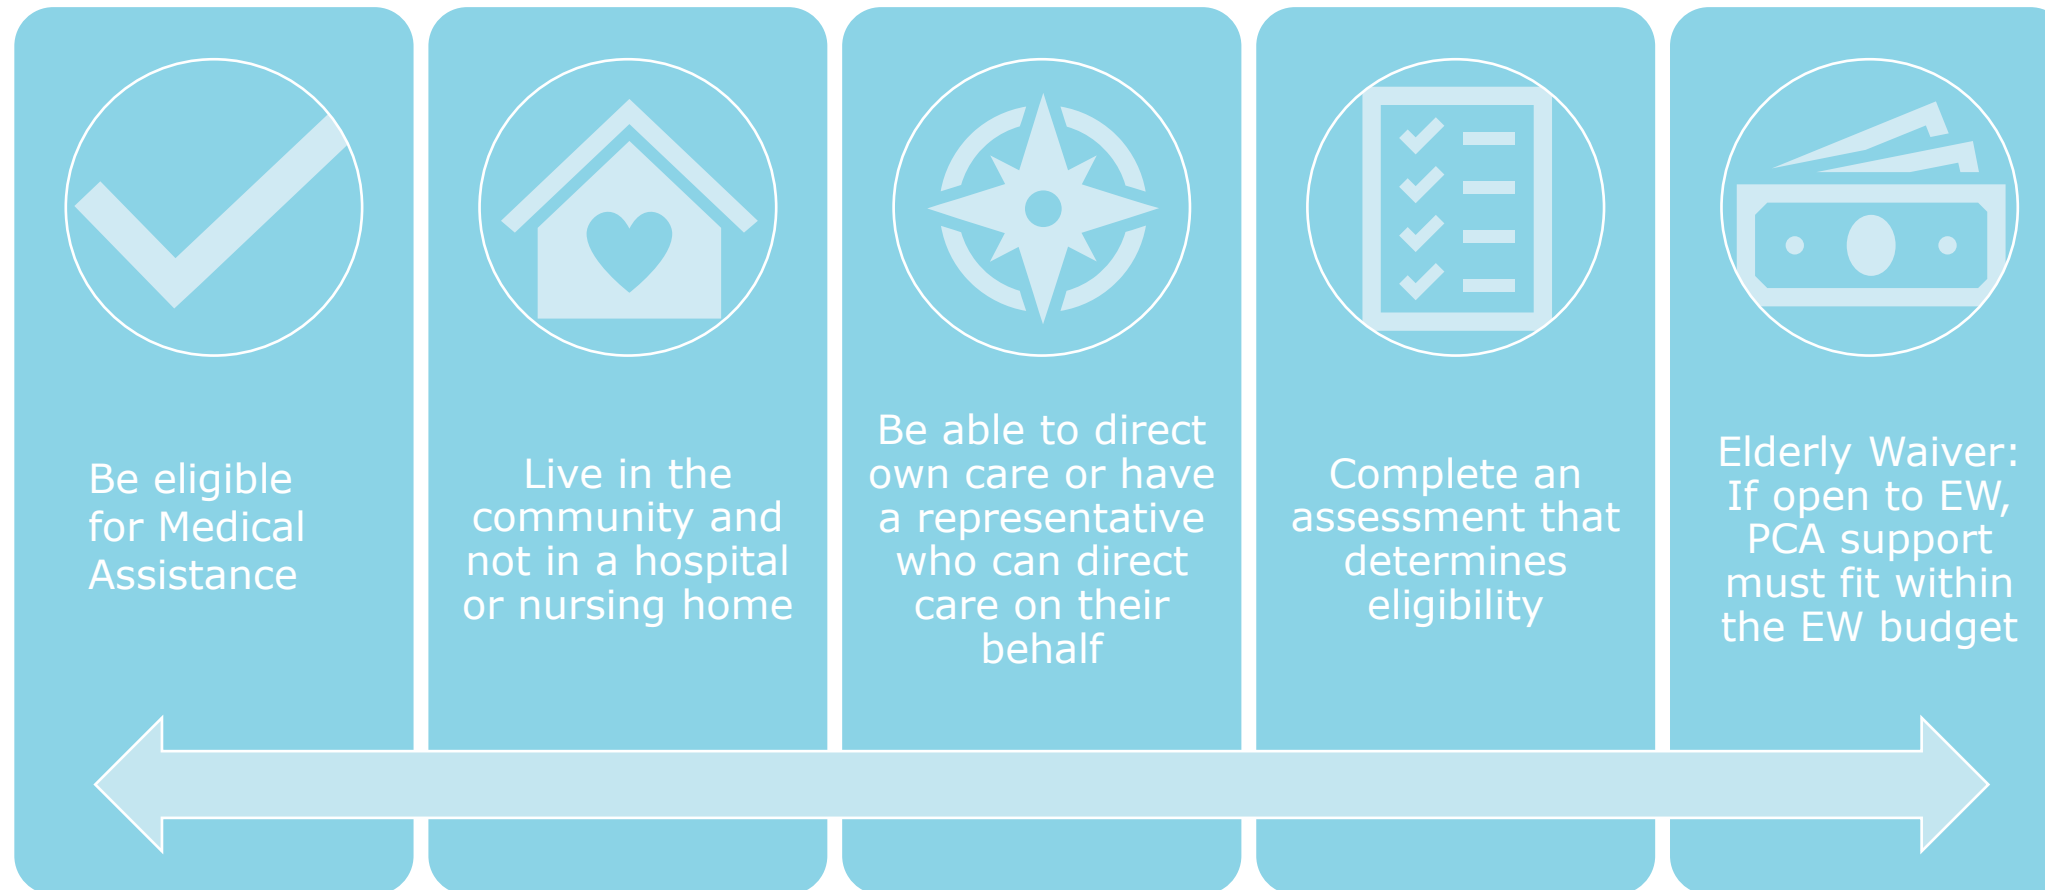 Be eligible
for Medical
Assistance
Live in the
community and
not in a hospital
or nursing home
Be able to direct
own care or have
a representative
who can direct
care on their
behalf
Complete an
assessment that
determines
eligibility
Elderly Waiver:
If open to EW,
PCA support
must fit within
the EW budget